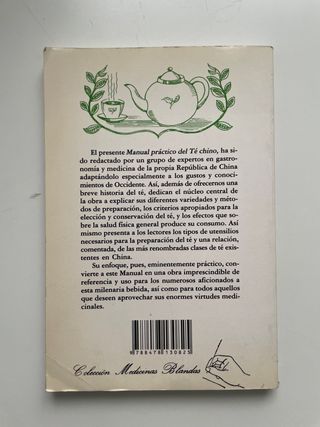 El presente Manual práctico del Té chino, ha si-
do redactado por un grupo de expertos en gastro-
nomía y medicina de la propia República de China
adaptándolo especialmente a los gustos y conoci-
mientos de Occidente. Así, además de ofrecernos una
breve historia del té, dedican el núcleo central de
la obra a explicar sus diferentes variedades y méto-
dos de preparación, los criterios apropiados para la
elección y conservación del té, y los efectos que so-
bre la salud física general produce su consumo. Así
mismo presenta a los lectores los tipos de utensilios
necesarios para la preparación del té y una relación,
comentada, de las más renombradas clases de té exis-
tentes en China.
Su enfoque, pues, eminentemente práctico, con-
vierte a este Manual en una obra imprescindible de
referencia y uso para los numerosos aficionados a
esta milenaria bebida, así como para todos aquellos
que deseen aprovechar sus enormes virtudes medi-
cinales.
9788478130825
Colección Medicinas Blandas